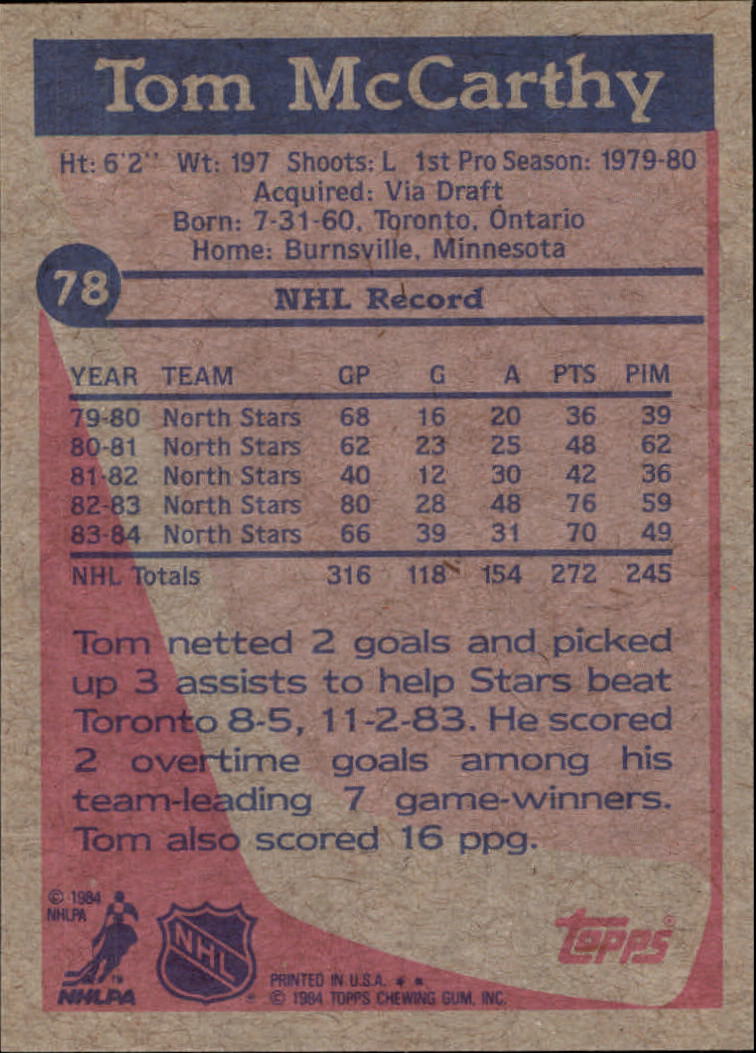 Tom McCarthy
Ht: 6'2" Wt: 197 Shoots: L 1st Pro Season: 1979-80
Acquired: Via Draft
Born: 7-31-60, Toronto, Ontario
Home: Burnsville, Minnesota
78
NHL Record
YEAR TEAM GP G A PTS PIM
79-80 North Stars 68 16 20 36 39
80-81 North Stars 62 23 25 48 62
81-82 North Stars 40 12 30 42 36
82-83 North Stars 80 28 48 76 59
83-84 North Stars 66 39 31 70 49
NHL Totals 316 118 154 272 245
Tom netted 2 goals and picked
up 3 assists to help Stars beat
Toronto 8-5, 11-2-83. He scored
2 overtime goals among his
team-leading 7 game-winners.
Tom also scored 16 ppg.
© 1984
NHLPA
TM
NHLPA
NHL
®
PRINTED IN U.S.A. * *
© 1984 TOPPS CHEWING GUM, INC.
topps®